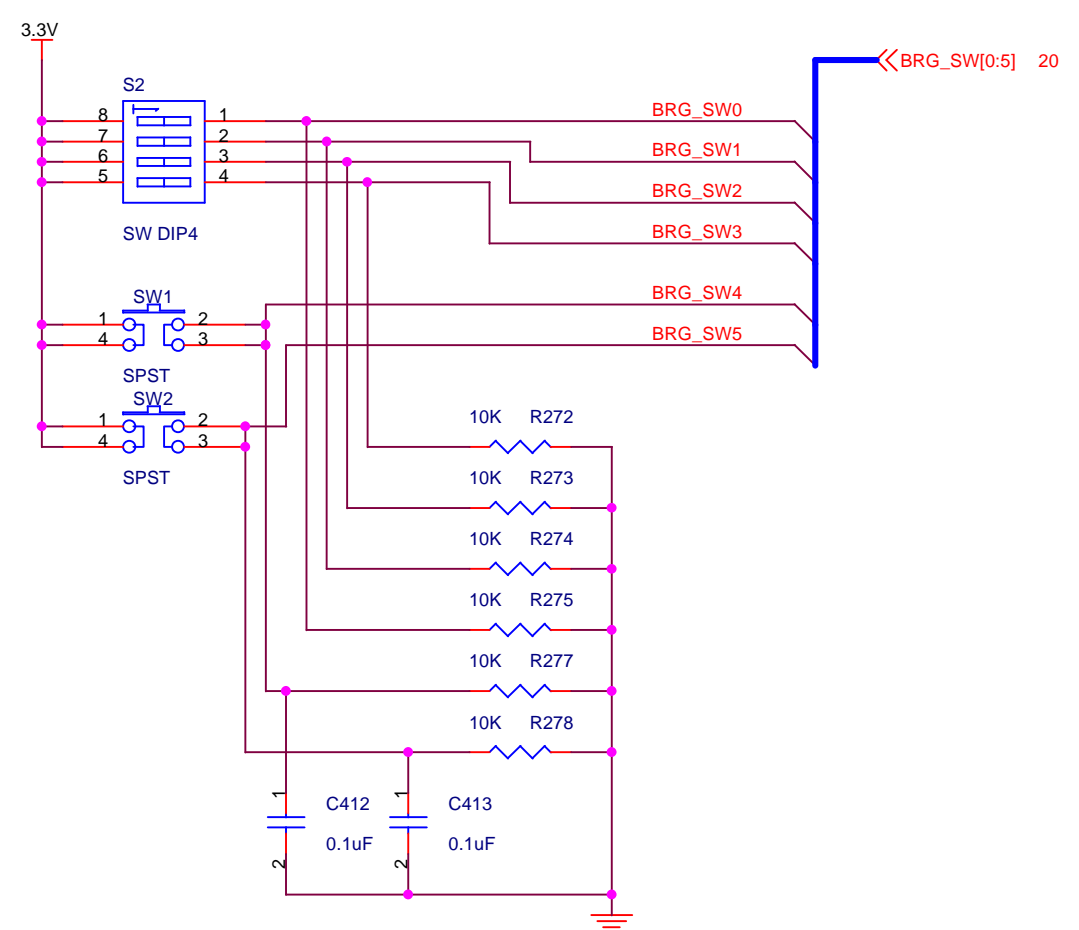 3.3V
BRG_SW[0:5] 20
S2
8 1 BRG_SW0
7 2 BRG_SW1
6 3 BRG_SW2
5 4 BRG_SW3
SW DIP4
SW1 BRG_SW4
1 2
4 3 BRG_SW5
SPST
SW2
1 2
4 3
SPST
10K R272
10K R273
10K R274
10K R275
10K R277
10K R278
1 C412 1 C413
2 0.1uF 2 0.1uF